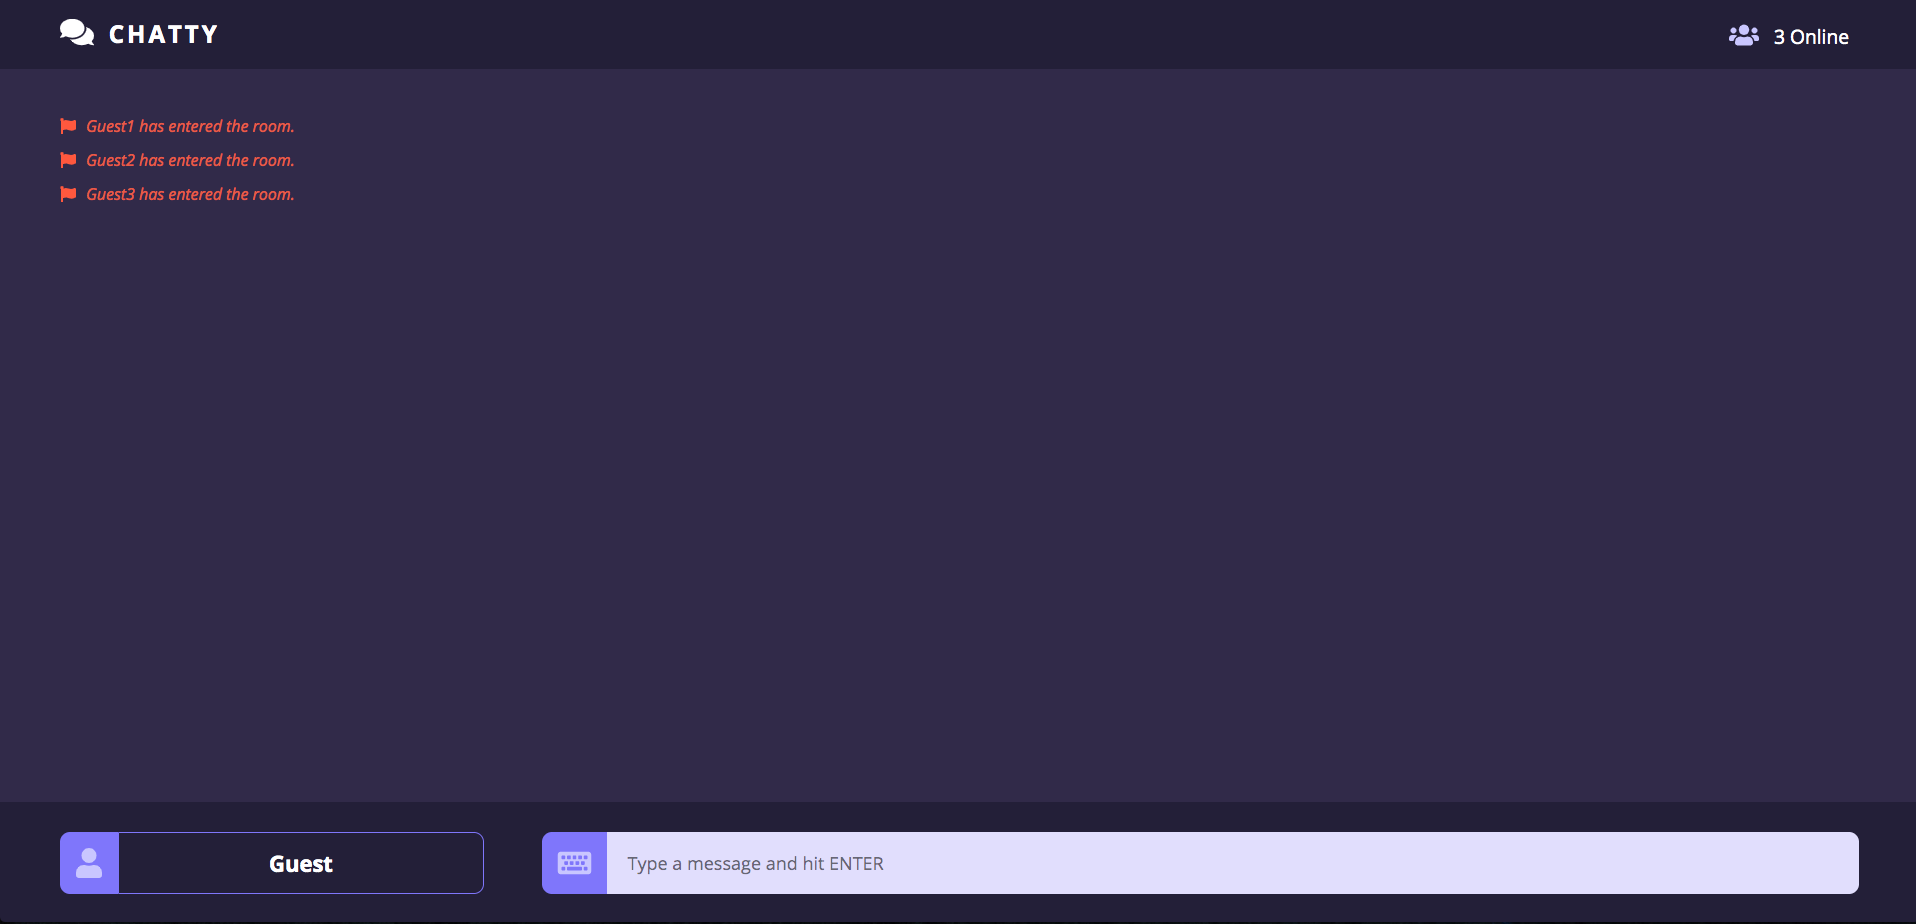 CHATTY
3 Online
Guest1 has entered the room.
Guest2 has entered the room.
Guest3 has entered the room.
Guest
Type a message and hit ENTER